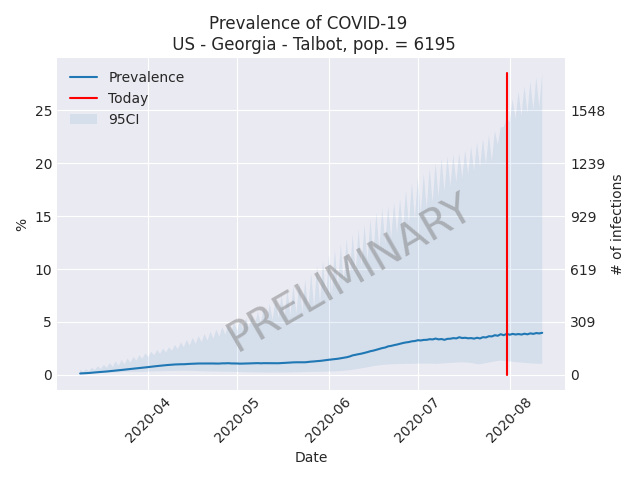 Prevalence of COVID-19
US - Georgia - Talbot, pop. = 6195
Prevalence
Today
95CI
25
20
15
10
5
0
%
1548
1239
929
619
309
0
# of infections
PRELIMINARY
2020-04
2020-05
2020-06
2020-07
2020-08
Date